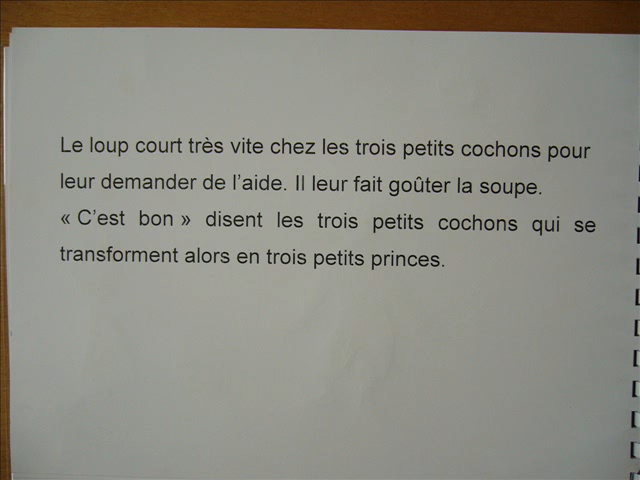 Le loup court très vite chez les trois petits cochons pour
leur demander de l'aide. Il leur fait goûter la soupe.
« C'est bon » disent les trois petits cochons qui se
transforment alors en trois petits princes.